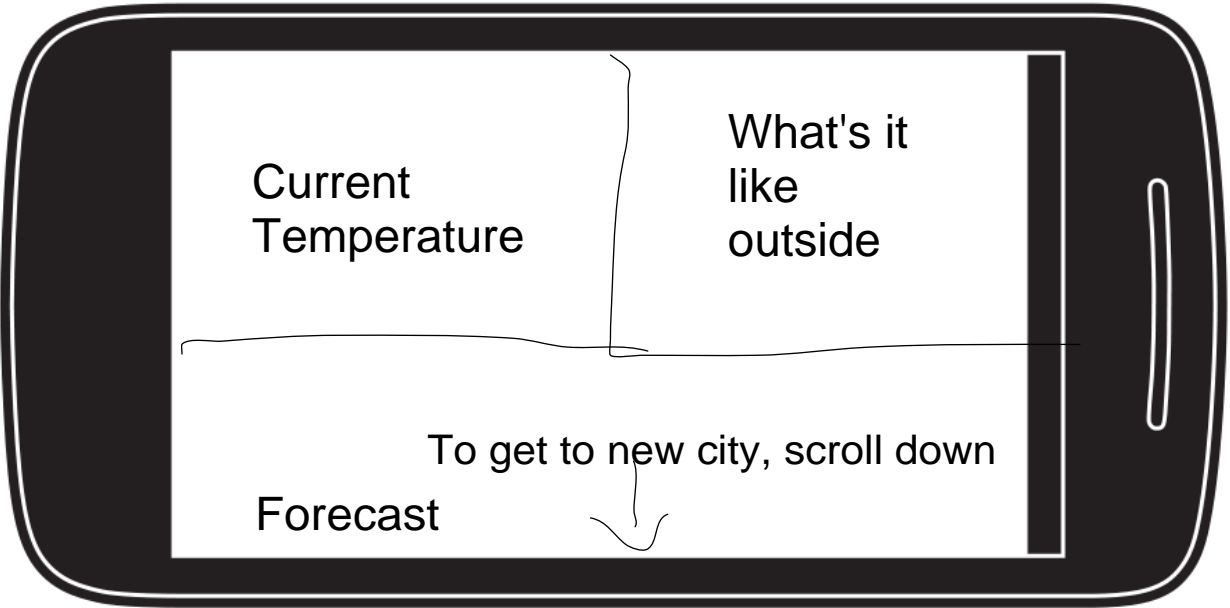 Current
Temperature
What's it
like
outside
To get to new city, scroll down
Forecast